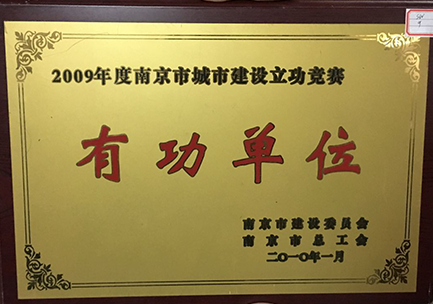 2009年度南京市城市建设立功竞赛
有功单位
南京市建设委员会
南京市总工会
二○一○年一月